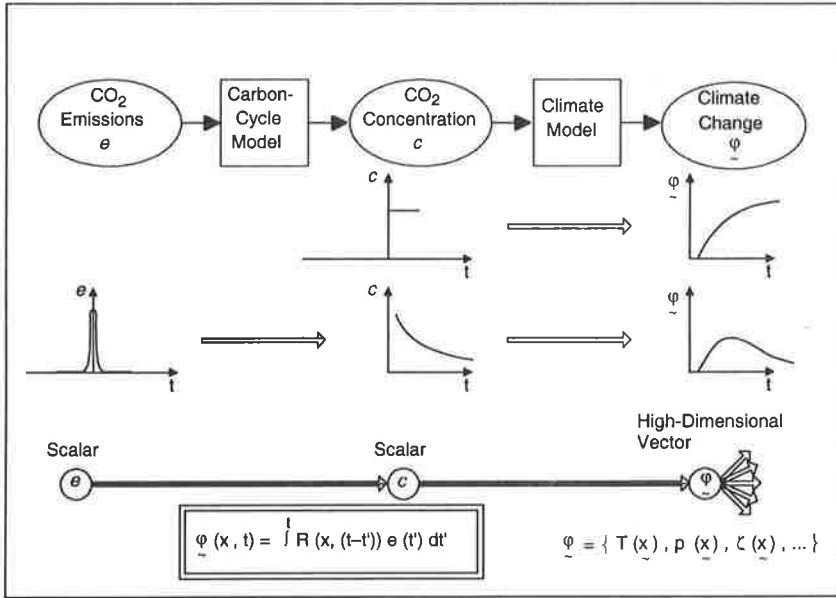 CO₂
Emissions
e
Carbon-
Cycle
Model
CO₂
Concentration
c
Climate
Model
Climate
Change
φ
~
c
t
φ
~
t
e
t
c
t
φ
~
t
Scalar
Scalar
High-Dimensional
Vector
e
c
φ
~
φ (x , t) = ∫ᵗ R (x, (t–t')) e (t') dt'
~
φ = { T (x) , p (x) , ζ (x) , ... }
~ ~ ~ ~